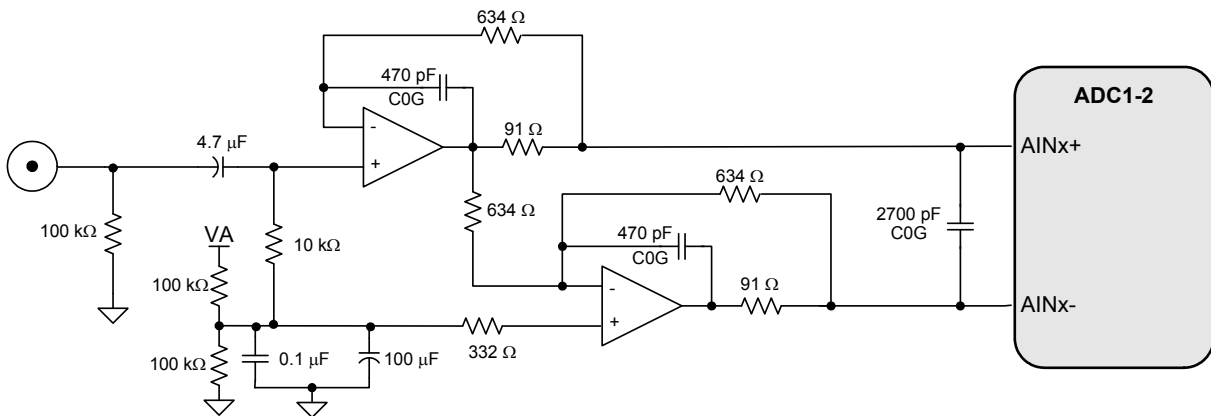 634 Ω
470 pF
C0G
ADC1-2
-
+
91 Ω
AINx+
4.7 µF
634 Ω
634 Ω
100 kΩ
VA
10 kΩ
470 pF
C0G
2700 pF
C0G
100 kΩ
-
+
91 Ω
AINx-
100 kΩ
0.1 µF
100 µF
332 Ω